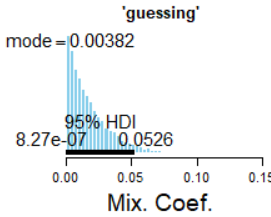 'guessing'
mode = 0.00382
95% HDI
8.27e-07 0.0526
0.00 0.05 0.10 0.15
Mix. Coef.